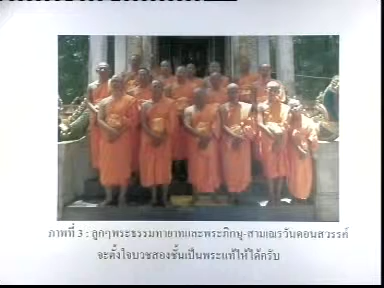 ภาพที่ 3 : ลูกๆพระธรรมทายาทและพระภิกษุ-สามเณรวัดดอนสวรรค์
จะตั้งใจบวชสองชั้นเป็นพระแท้ให้ได้ครับ